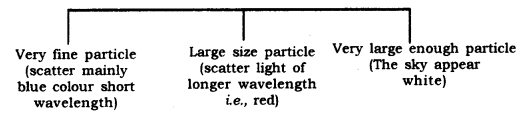 Very fine particle
(scatter mainly
blue colour short
wavelength)
Large size particle
(scatter light of
longer wavelength
i.e., red)
Very large enough particle
(The sky appear
white)